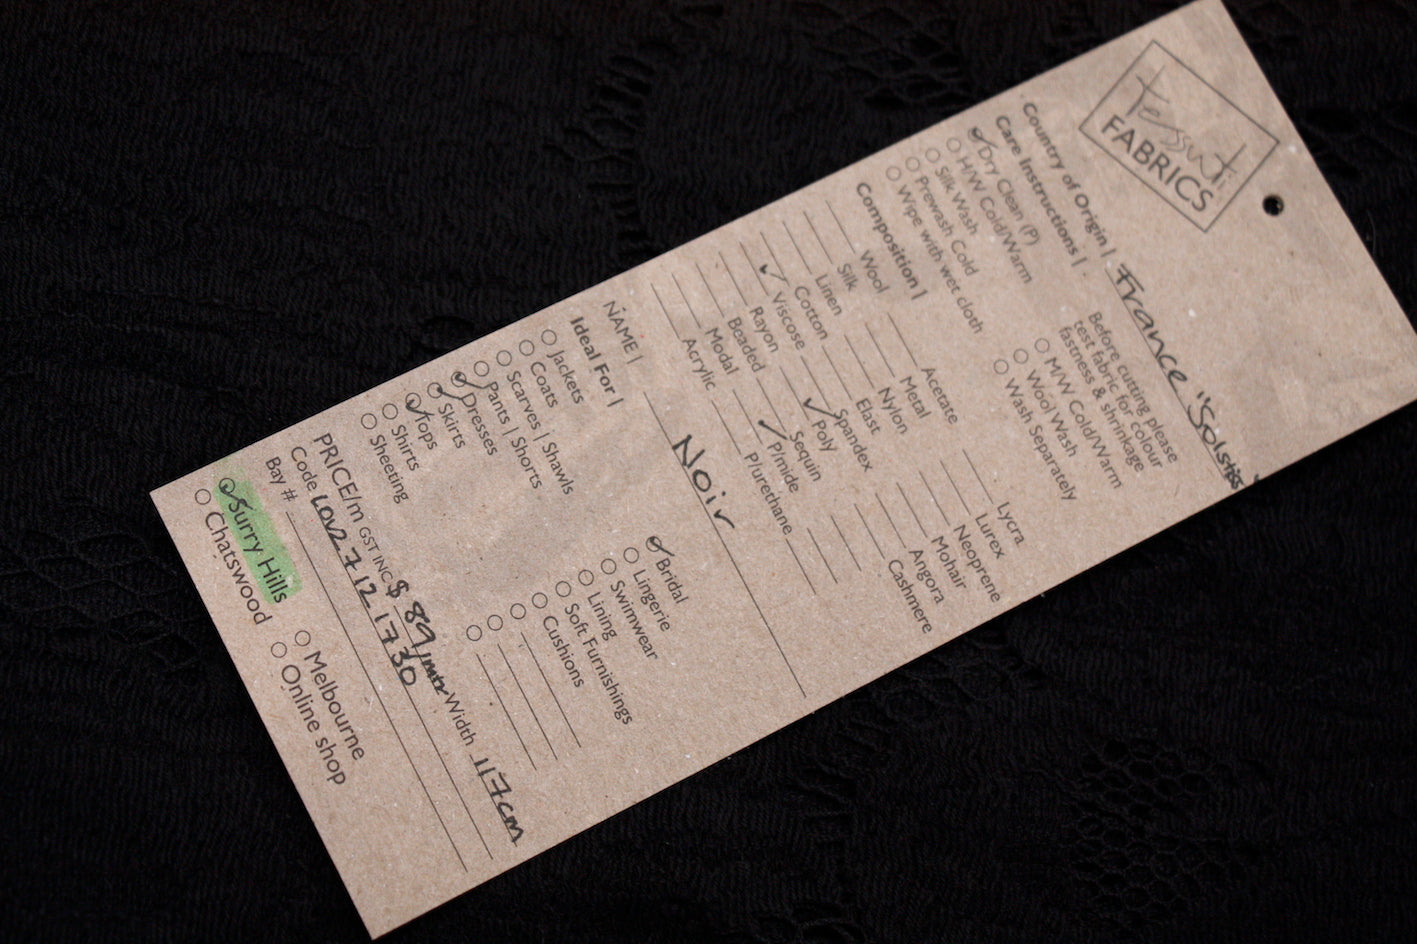 tessuti
FABRICS
Country of Origin | France "Solstiss"
Care Instructions |
Dry Clean (P)
H/W Cold/Warm
Silk Wash
Prewash Cold
Wipe with wet cloth
Before cutting please
test fabric for colour
fastness & shrinkage
M/W Cold/Warm
Wool Wash
Wash Separately
Composition |
Wool
Silk
Linen
Cotton
Viscose
Rayon
Beaded
Modal
Acrylic
Acetate
Metal
Nylon
Elast
Spandex
Poly
Sequin
P/mide
P/urethane
Lycra
Lurex
Neoprene
Mohair
Angora
Cashmere
NAME | Noir
Ideal For |
Jackets
Coats
Scarves | Shawls
Pants | Shorts
Dresses
Skirts
Tops
Shirts
Sheeting
Bridal
Lingerie
Swimwear
Lining
Soft Furnishings
Cushions
PRICE/m GST INC $ 89/mtr Width 117cm
Code LOV2 7 12 17 30
Bay #
Surry Hills
Chatswood
Melbourne
Online shop